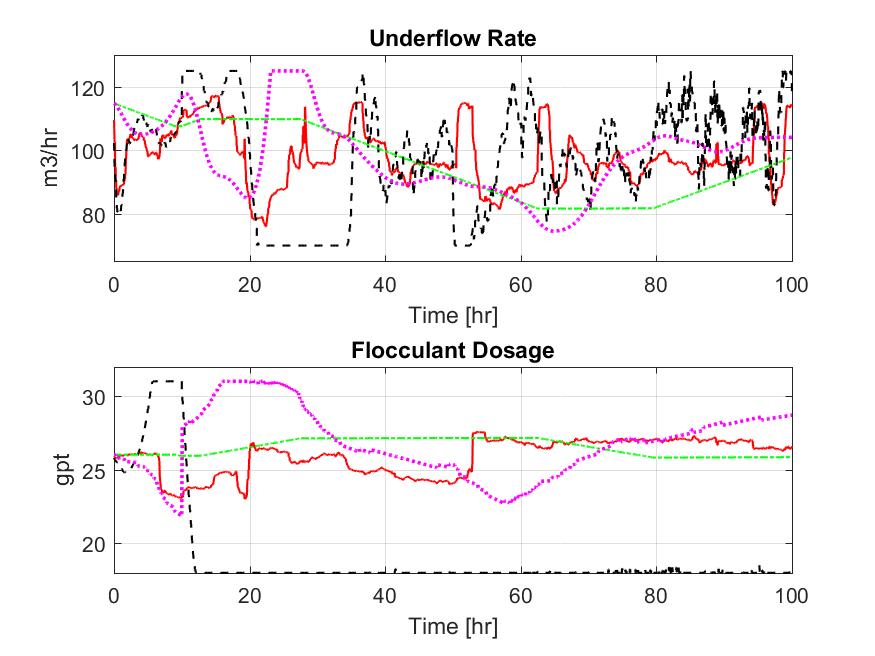 Underflow Rate
120
100
80
m3/hr
0 20 40 60 80 100
Time [hr]
Flocculant Dosage
30
25
20
gpt
0 20 40 60 80 100
Time [hr]